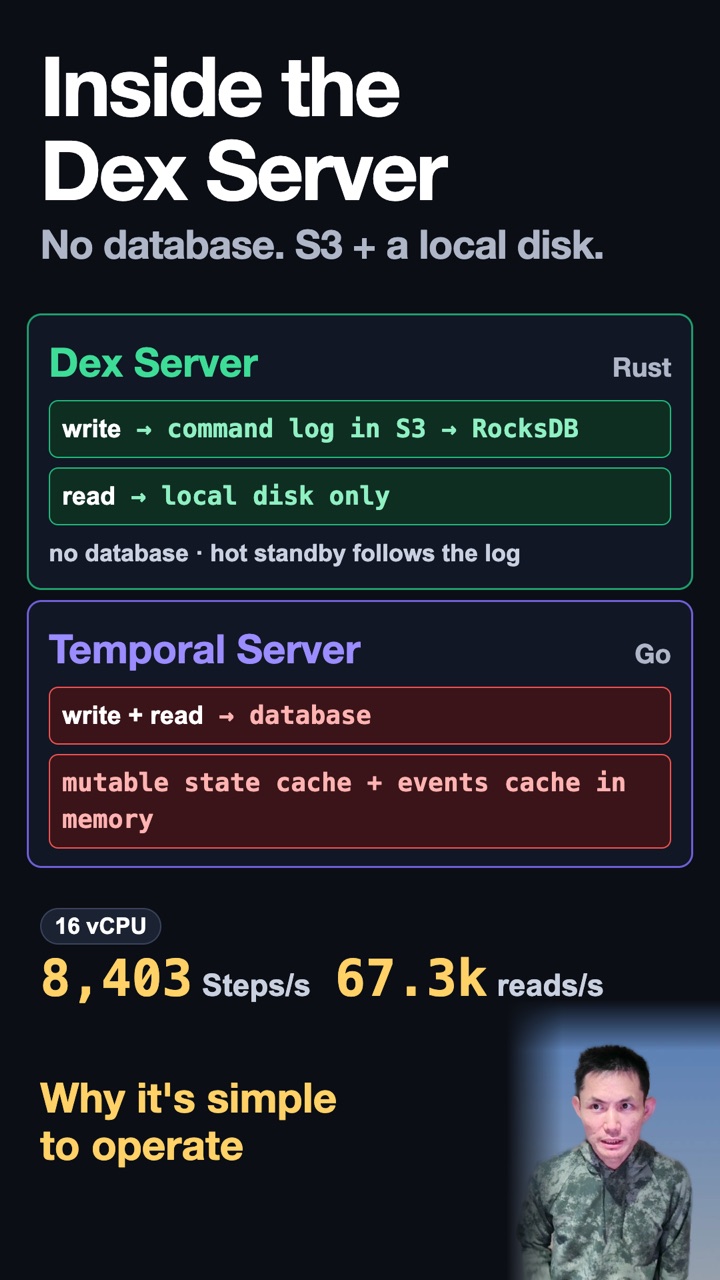 Inside the
Dex Server
No database. S3 + a local disk.
Dex Server
Rust
write → command log in S3 → RocksDB
read → local disk only
no database · hot standby follows the log
Temporal Server
Go
write + read → database
mutable state cache + events cache in
memory
16 vCPU
8,403 Steps/s 67.3k reads/s
Why it's simple
to operate